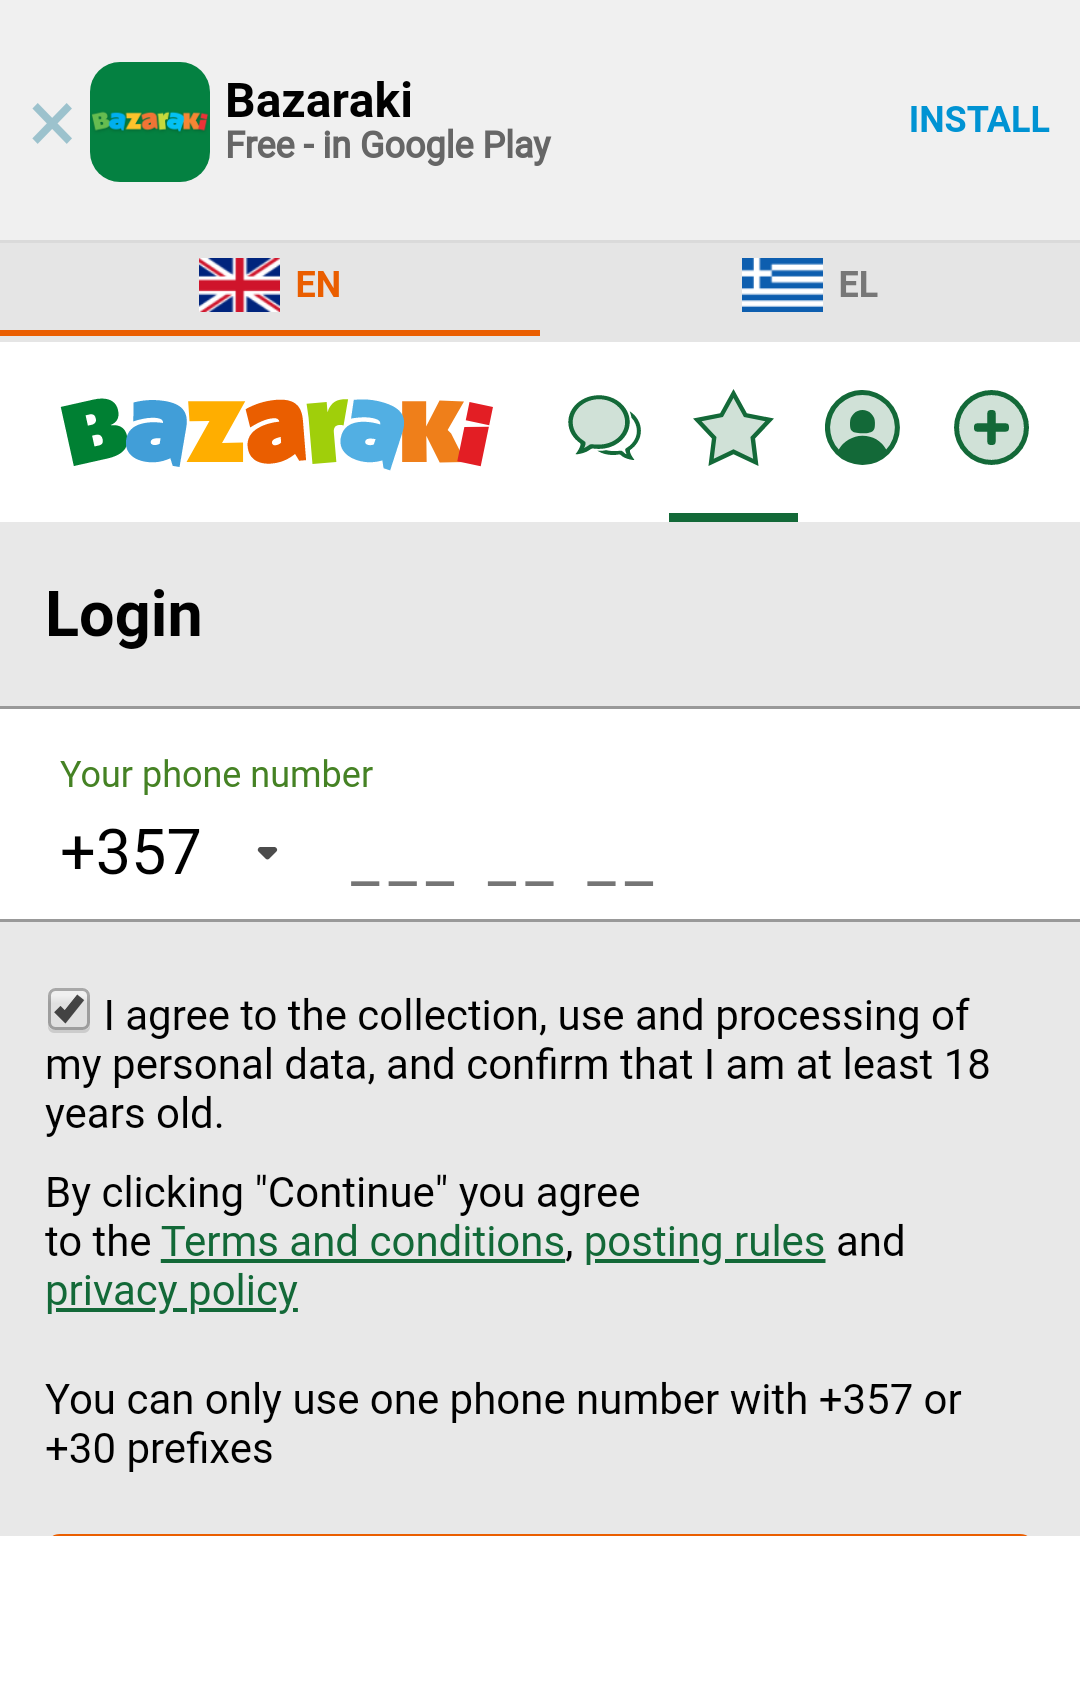 BAZARAKi
Bazaraki
Free - in Google Play
INSTALL
EN
EL
BAZARAKi
Login
Your phone number
+357
___ __ __
I agree to the collection, use and processing of
my personal data, and confirm that I am at least 18
years old.
By clicking "Continue" you agree
to the Terms and conditions, posting rules and
privacy policy
You can only use one phone number with +357 or
+30 prefixes